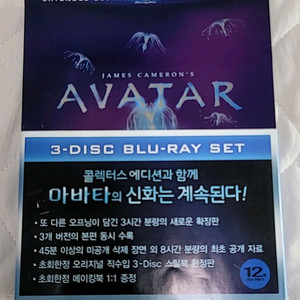 JAMES CAMERON'S
AVATAR
3-DISC BLU-RAY SET
콜렉터스 에디션과 함께
아바타의 신화는 계속된다!
• 또 다른 오프닝이 담긴 3시간 분량의 새로운 확장판
• 3개 버전의 본편 동시 수록
• 45분 이상의 미공개 삭제 장면 외 8시간 분량의 최초 공개 자료
• 초회한정 오리지널 직수입 3-Disc 스틸북 한정판
• 초회한정 메이킹북 1:1 증정
12